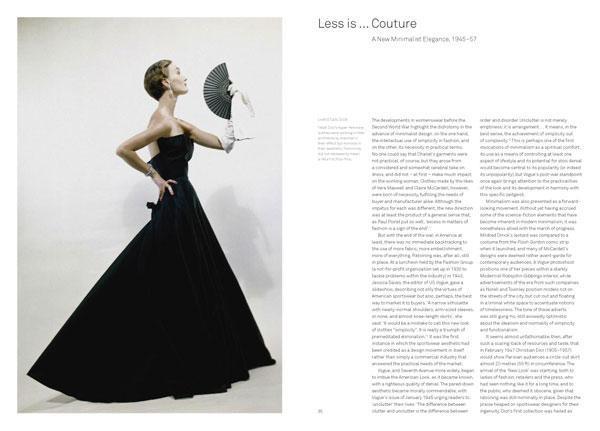 Less is ... Couture
A New Minimalist Elegance, 1945–57
CHRISTIAN DIOR
The developments in womenswear before the
Second World War highlight the dichotomy in the
advance of minimalist design: on the one hand,
the intellectual use of simplicity in fashion, and
on the other, its necessity in practical terms.
No one could say that Chanel's garments were
not practical, of course, but they arose from
a considered and somewhat cerebral take on
dress, and did not – at first – make much impact
on the working woman. Clothes made by the likes
of Vera Maxwell and Claire McCardell, however,
were born of necessity, fulfilling the needs of
buyer and manufacturer alike. Although the
impetus for each was different, the new direction
was at least the product of a general sense that,
as Paul Poiret put so well, 'excess in matters of
fashion is a sign of the end'.
But with the end of the war, in America at
least, there was no immediate backtracking to
the use of more fabric, more embellishment,
more of everything. Rationing was, after all, still
in place. At a luncheon held by the Fashion Group
(a not-for-profit organization set up in 1930 to
tackle problems within the industry) in 1945,
Jessica Daves, the editor of US Vogue, gave a
slideshow, describing not only the virtues of
American sportswear but also, perhaps, the best
way to market it to buyers. 'A narrow silhouette
with nearly-normal shoulders, arm-sized sleeves,
or none, and almost knee-length skirts', she
said. 'It would be a mistake to call this new look
of clothes "simplicity". It is really a triumph of
premeditated elimination.' It was the first
instance in which the sportswear aesthetic had
been credited as a design movement in itself
rather than simply a commercial industry that
answered the practical needs of the market.
Vogue, and Seventh Avenue more widely, began
to imbue the American Look, as it became known,
with a righteous quality of denial. The pared-down
aesthetic became morally commendable, with
Vogue's issue of January 1945 urging readers to
'unclutter' their lives. 'The difference between
clutter and unclutter is the difference between
order and disorder. Unclutter is not merely
emptiness: it is arrangement ... It means, in the
best sense, the achievement of simplicity out
of complexity.' This is perhaps one of the first
evocations of minimalism as a spiritual comfort.
Its use as a means of controlling at least one
aspect of lifestyle and its potential for stoic denial
would become central to its popularity (or indeed
its unpopularity), but Vogue's post-war standpoint
once again brings attention to the practicalities
of the look and its development in harmony with
this specific zeitgeist.
Minimalism was also presented as a forward-
looking movement. Without yet having accrued
some of the science-fiction elements that have
become inherent in modern minimalism, it was
nonetheless allied with the march of progress.
Mildred Orrick's leotard was compared to a
costume from the Flash Gordon comic strip
when it launched, and many of McCardell's
designs were deemed rather avant-garde for
contemporary audiences. A Vogue photoshoot
positions one of her pieces within a starkly
Modernist Robsjohn-Gibbings interior, while
advertisements of the era from such companies
as Norell and Townley position models not on
the streets of the city, but cut out and floating
in a liminal white space to accentuate notions
of timelessness. The tone of those adverts
was still gung-ho, still avowedly optimistic
about the idealism and normality of simplicity
and functionalism.
It seems almost unfathomable then, after
such a scaling-back of resources and taste, that
in February 1947 Christian Dior (1905–1957)
would show Parisian audiences a circle-cut skirt
almost 20 metres (65 ft) in circumference. The
arrival of the 'New Look' was startling, both to
ladies of fashion, retailers and the press, who
had seen nothing like it for a long time, and to
the public, who deemed it obscene, given that
rationing was still nominally in place. Despite the
praise heaped on sportswear designers for their
ingenuity, Dior's first collection was hailed as